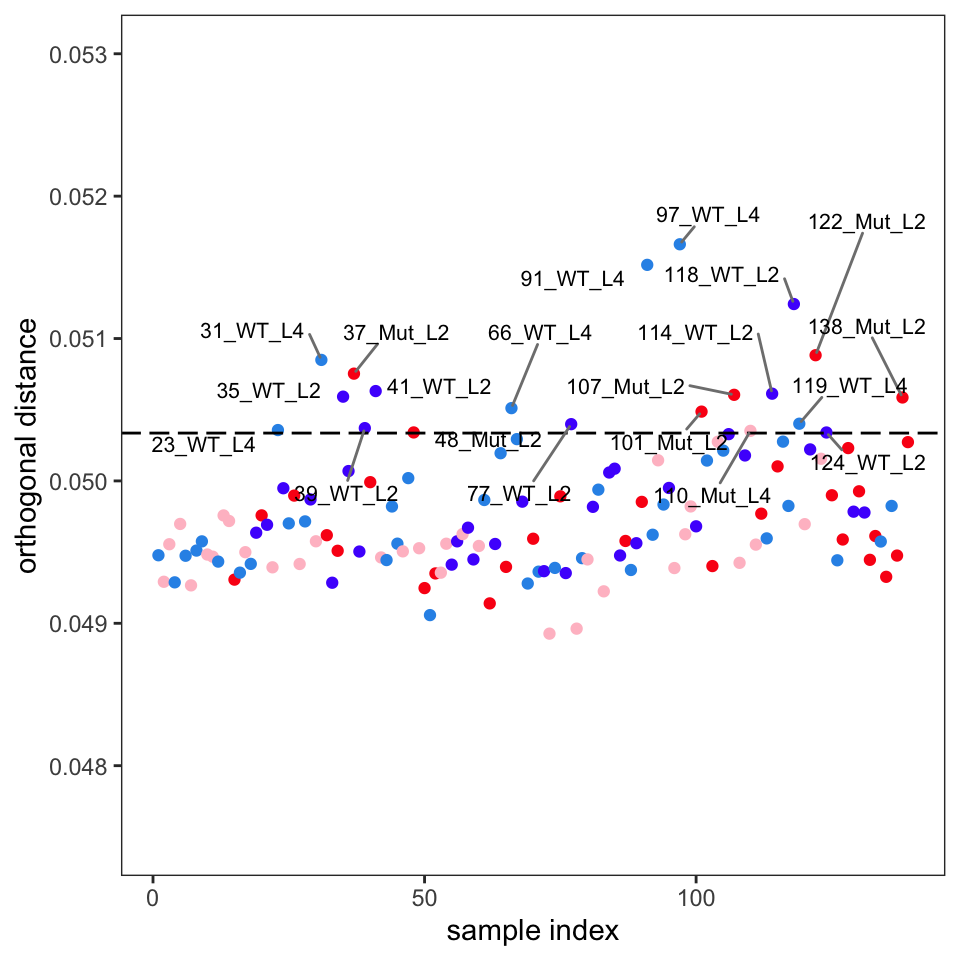 0.053
0.052
0.051
0.050
0.049
0.048
orthogonal distance
97_WT_L4
122_Mut_L2
91_WT_L4
118_WT_L2
31_WT_L4
37_Mut_L2
66_WT_L4
114_WT_L2
138_Mut_L2
35_WT_L2
41_WT_L2
107_Mut_L2
119_WT_L4
23_WT_L4
48_Mut_L2
101_Mut_L2
124_WT_L2
39_WT_L2
77_WT_L2
110_Mut_L4
0
50
100
sample index